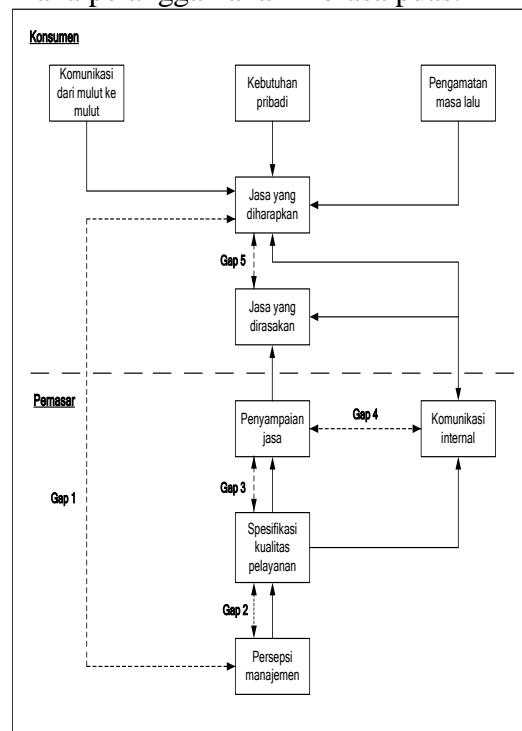 Konsumen
Komunikasi
dari mulut ke
mulut
Kebutuhan
pribadi
Pengamatan
masa lalu
Jasa yang
diharapkan
Gap 5
Jasa yang
dirasakan
Pemasar
Penyampaian
jasa
Gap 4
Komunikasi
internal
Gap 3
Gap 1
Spesifikasi
kualitas
pelayanan
Gap 2
Persepsi
manajemen